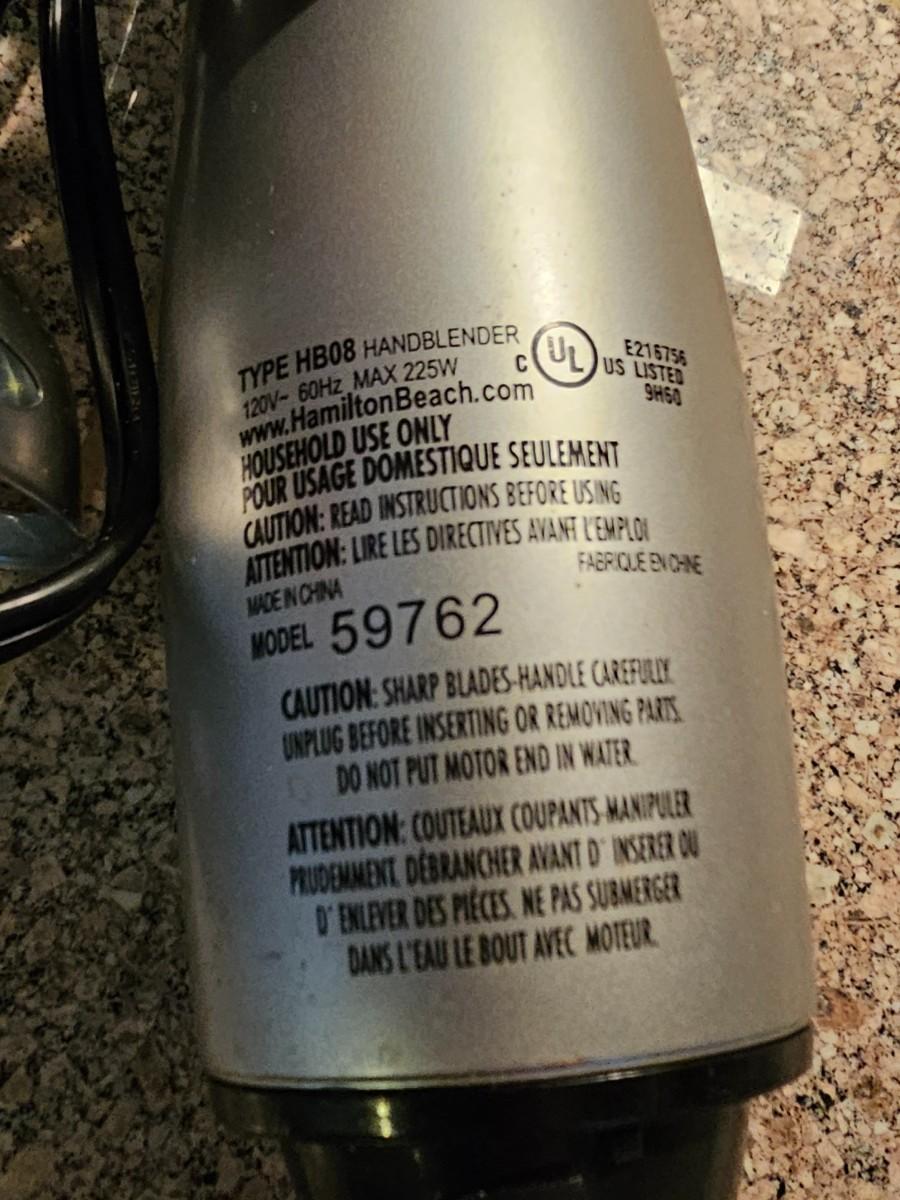 TYPE HB08 HANDBLENDER
120V~ 60Hz MAX 225W
www.HamiltonBeach.com
C UL US LISTED
E216756
9H60
HOUSEHOLD USE ONLY
POUR USAGE DOMESTIQUE SEULEMENT
CAUTION: READ INSTRUCTIONS BEFORE USING
ATTENTION: LIRE LES DIRECTIVES AVANT L'EMPLOI
MADE IN CHINA
FABRIQUE EN CHINE
MODEL 59762
CAUTION: SHARP BLADES-HANDLE CAREFULLY.
UNPLUG BEFORE INSERTING OR REMOVING PARTS.
DO NOT PUT MOTOR END IN WATER.
ATTENTION: COUTEAUX COUPANTS-MANIPULER
PRUDEMMENT. DÉBRANCHER AVANT D' INSERER OU
D' ENLEVER DES PIÉCES. NE PAS SUBMERGER
DANS L'EAU LE BOUT AVEC MOTEUR.